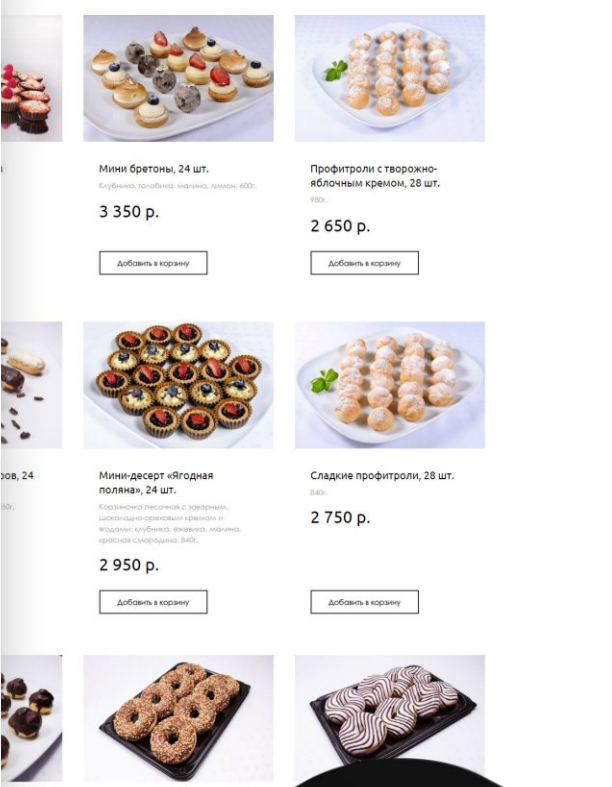 Мини бретоны, 24 шт.
Клубника, голубика, малина, лимон, 600г.
3 350 р.
Добавить в корзину
Профитроли с творожно-
яблочным кремом, 28 шт.
980г.
2 650 р.
Добавить в корзину
ров, 24
Мини-десерт «Ягодная
поляна», 24 шт.
Корзиночка песочная с заварным,
шоколадно-ореховым кремом и
ягодами: клубника, ежевика, малина,
красная смородина. 840г.
2 950 р.
Добавить в корзину
Сладкие профитроли, 28 шт.
840г.
2 750 р.
Добавить в корзину